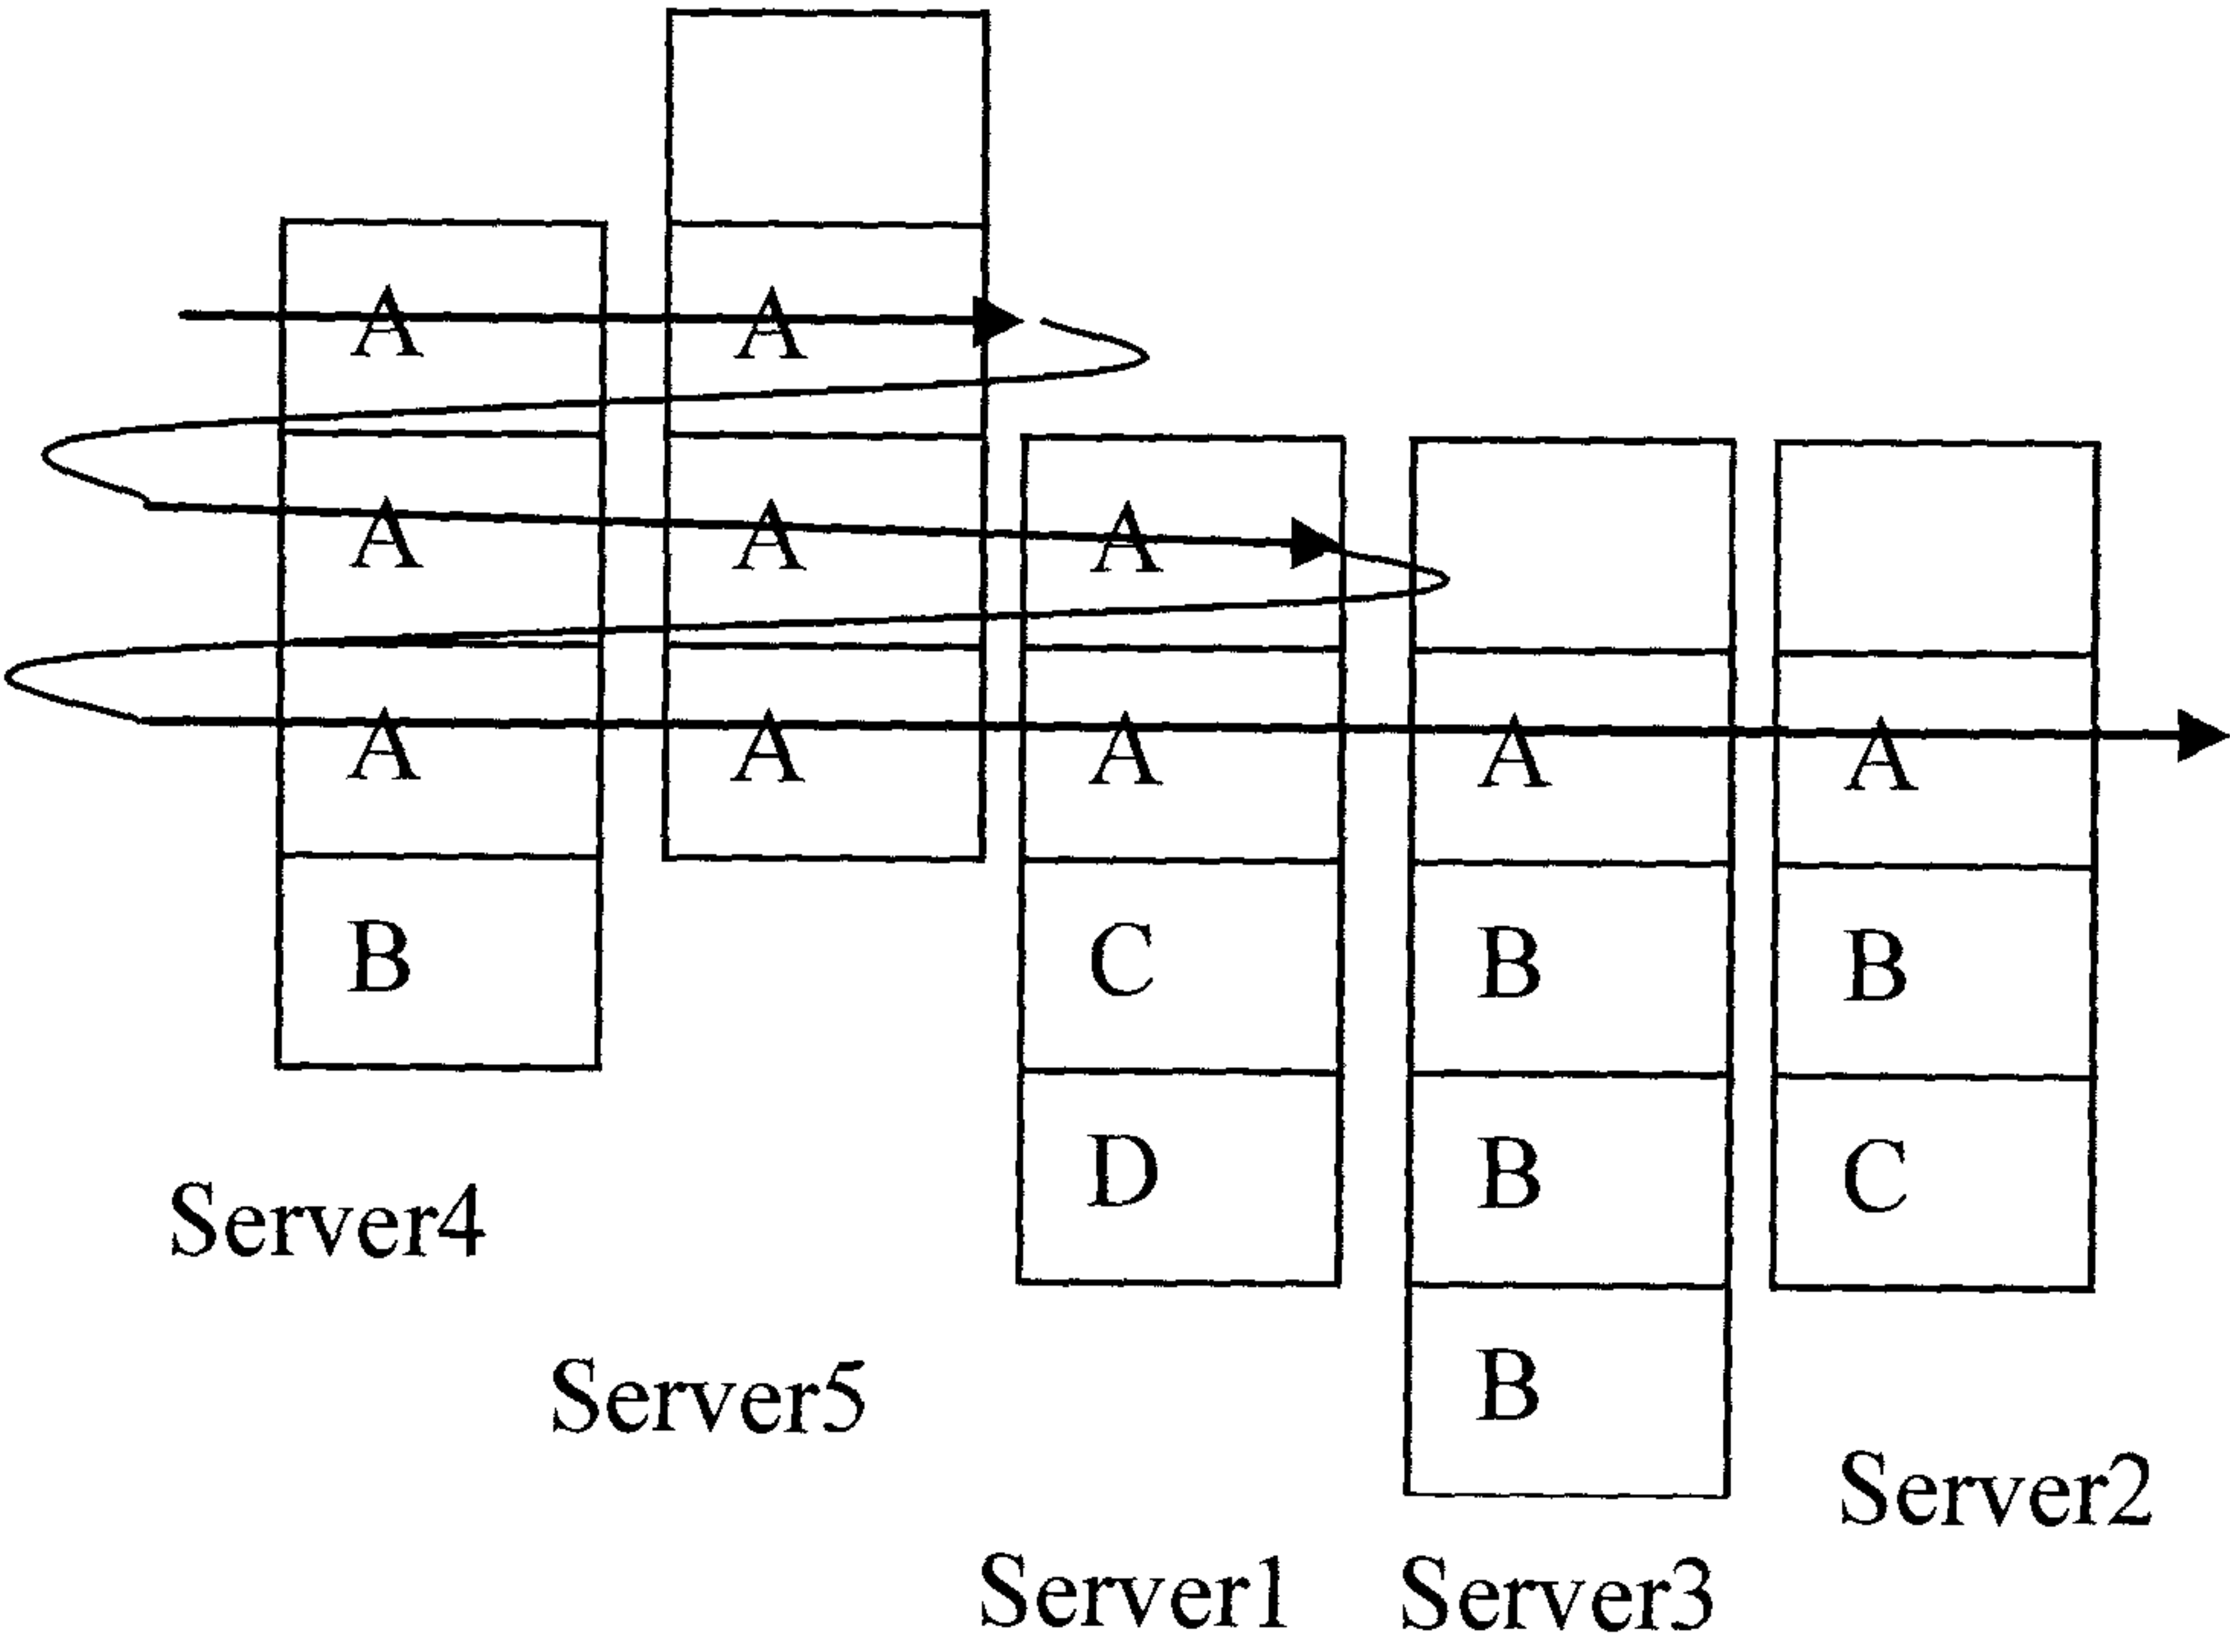 A A
A A A
A A A A A
B C B B
D B C
B
Server4
Server5
Server2
Server1 Server3